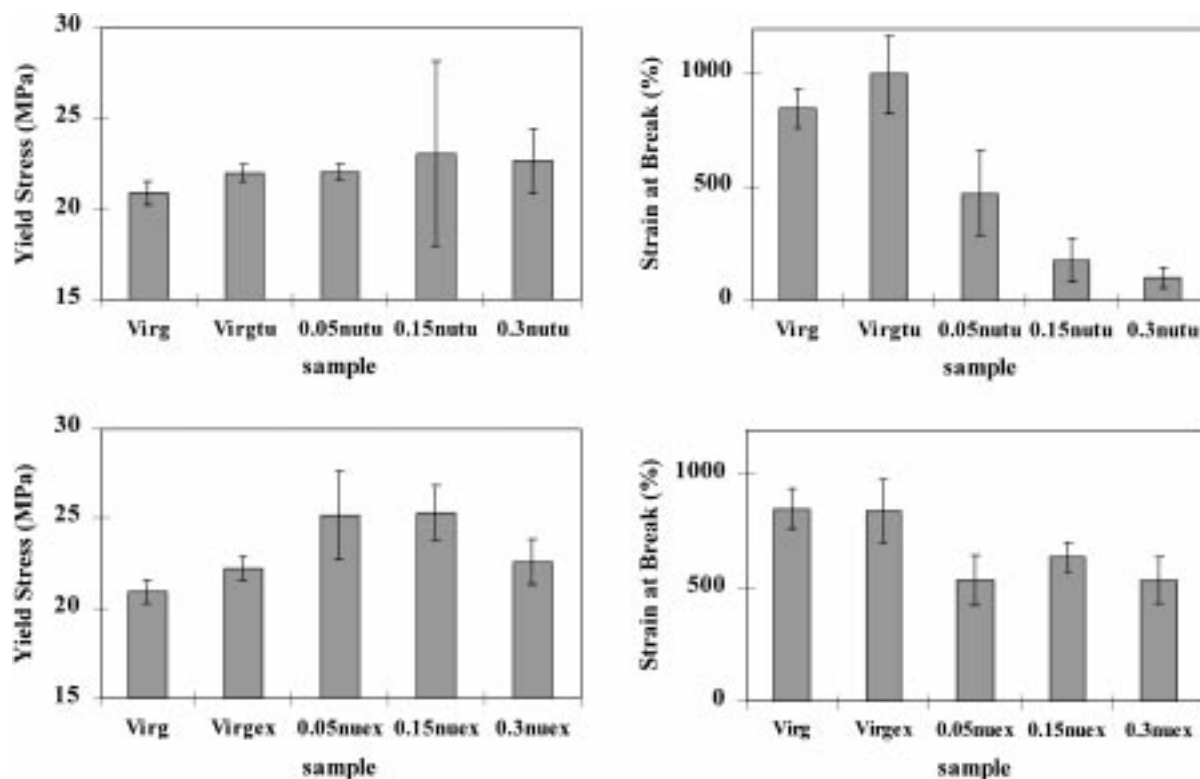 Yield Stress (MPa)
30
25
20
15
Virg Virgtu 0.05nutu 0.15nutu 0.3nutu
sample
Strain at Break (%)
1000
500
0
Virg Virgtu 0.05nutu 0.15nutu 0.3nutu
sample
Yield Stress (MPa)
30
25
20
15
Virg Virgex 0.05nuex 0.15nuex 0.3nuex
sample
Strain at Break (%)
1000
500
0
Virg Virgex 0.05nuex 0.15nuex 0.3nuex
sample